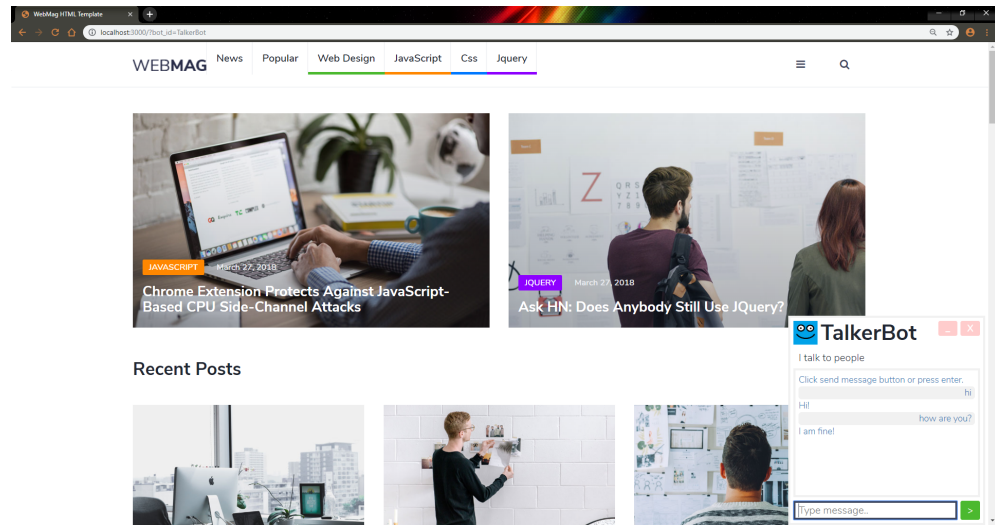 WebMag HTML Template
localhost:3000/?bot_id=TalkerBot
WEBMAG
News Popular Web Design JavaScript Css Jquery
JAVASCRIPT March 27, 2018
Chrome Extension Protects Against JavaScript-
Based CPU Side-Channel Attacks
Z
JQUERY March 27, 2018
Ask HN: Does Anybody Still Use JQuery?
Recent Posts
TalkerBot
_ X
I talk to people
Click send message button or press enter.
hi
Hi!
how are you?
I am fine!
Type message..
>